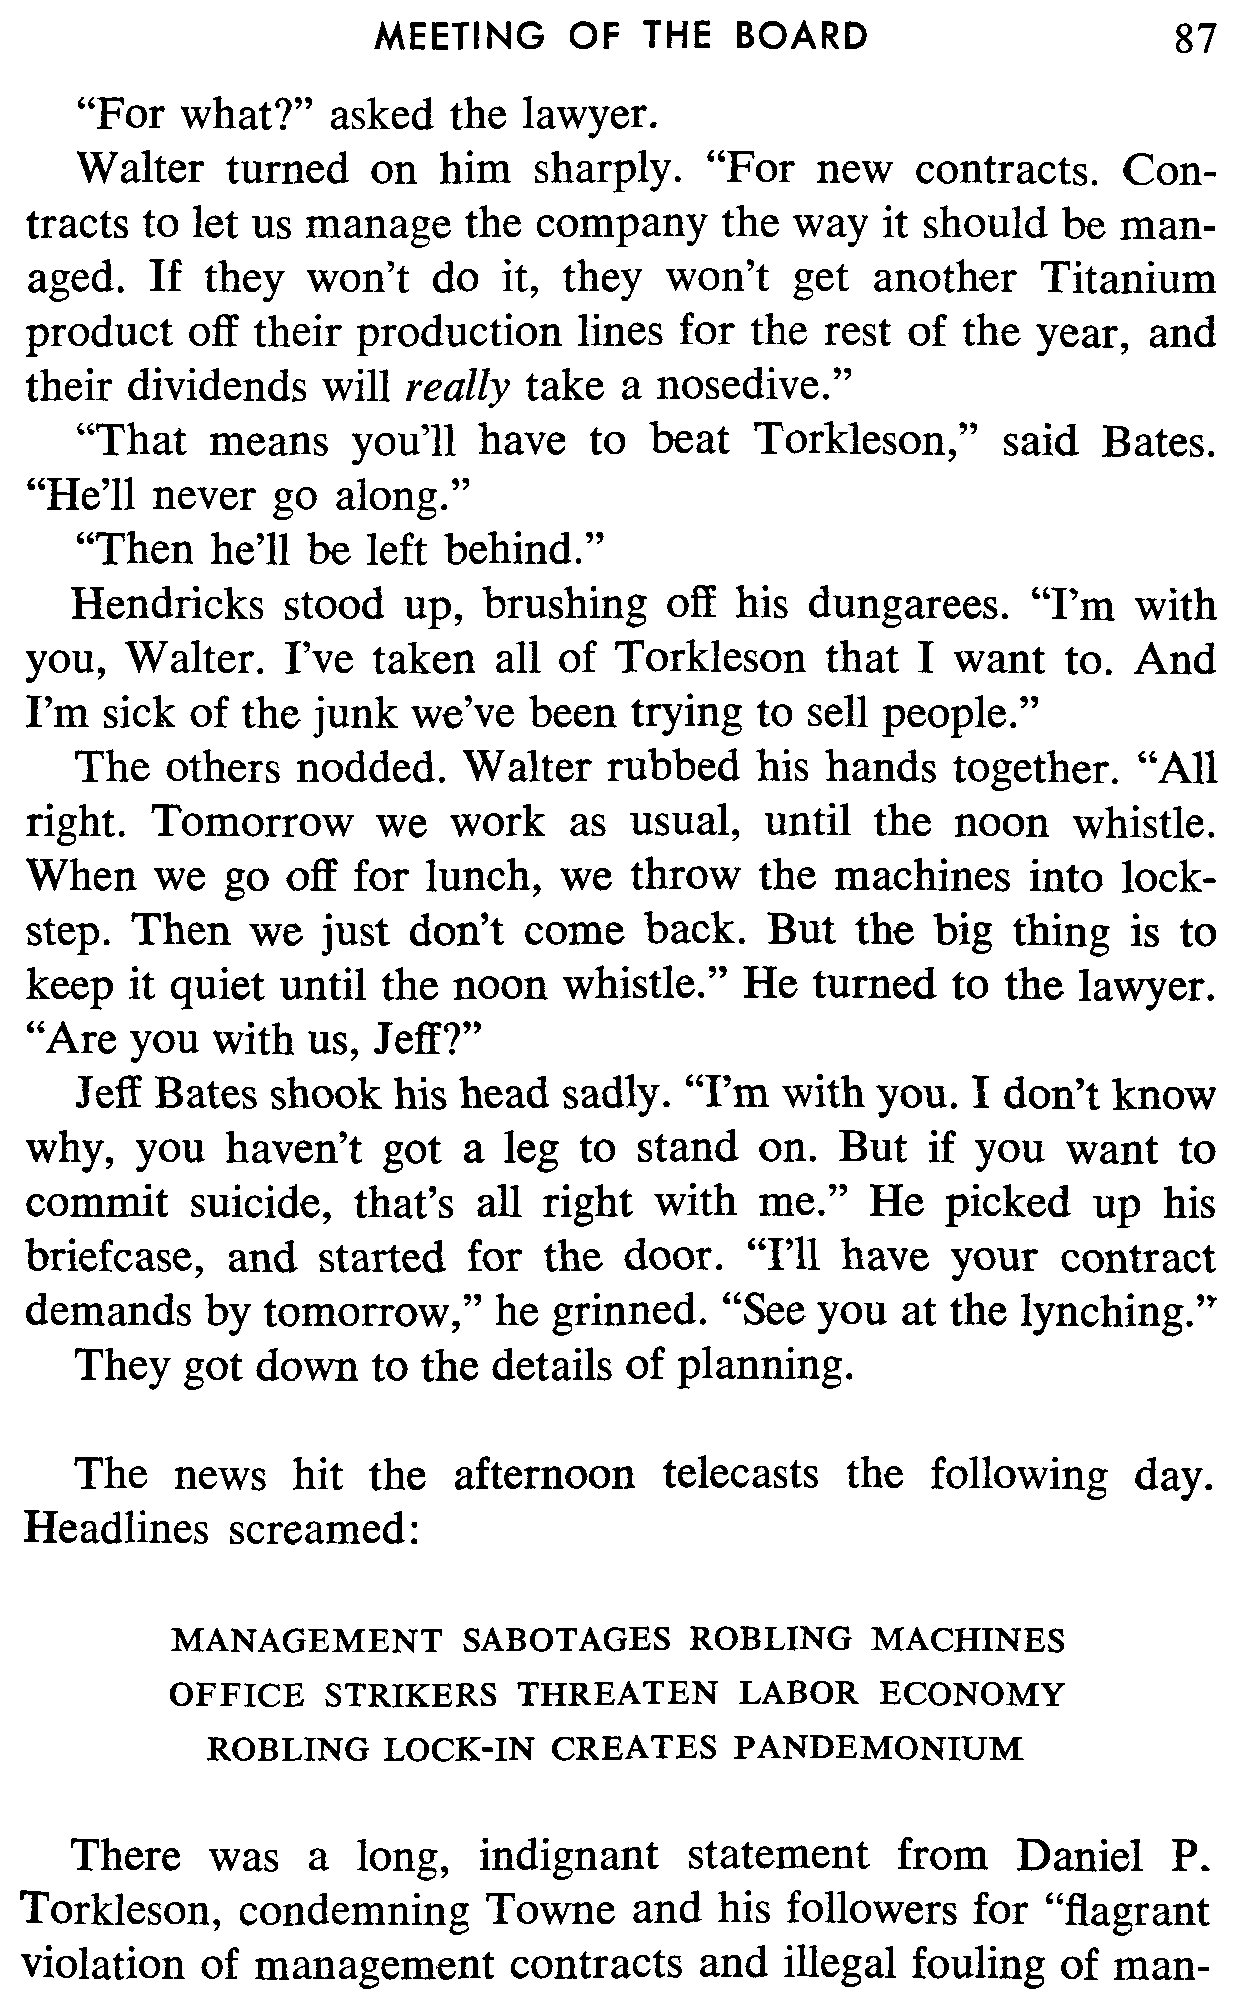 MEETING OF THE BOARD 87
“For what?” asked the lawyer.
Walter turned on him sharply. “For new contracts. Con-
tracts to let us manage the company the way it should be man-
aged. If they won’t do it, they won’t get another Titanium
product off their production lines for the rest of the year, and
their dividends will really take a nosedive.”
“That means you’ll have to beat Torkleson,” said Bates.
“He’ll never go along.”
“Then he’ll be left behind.”
Hendricks stood up, brushing off his dungarees. “I’m with
you, Walter. I’ve taken all of Torkleson that I want to. And
I’m sick of the junk we’ve been trying to sell people.”
The others nodded. Walter rubbed his hands together. “All
right. Tomorrow we work as usual, until the noon whistle.
When we go off for lunch, we throw the machines into lock-
step. Then we just don’t come back. But the big thing is to
keep it quiet until the noon whistle.” He turned to the lawyer.
“Are you with us, Jeff?”
Jeff Bates shook his head sadly. “I’m with you. I don’t know
why, you haven’t got a leg to stand on. But if you want to
commit suicide, that’s all right with me.” He picked up his
briefcase, and started for the door. “I’ll have your contract
demands by tomorrow,” he grinned. “See you at the lynching.”
They got down to the details of planning.
The news hit the afternoon telecasts the following day.
Headlines screamed:
MANAGEMENT SABOTAGES ROBLING MACHINES
OFFICE STRIKERS THREATEN LABOR ECONOMY
ROBLING LOCK-IN CREATES PANDEMONIUM
There was a long, indignant statement from Daniel P.
Torkleson, condemning Towne and his followers for “flagrant
violation of management contracts and illegal fouling of man-